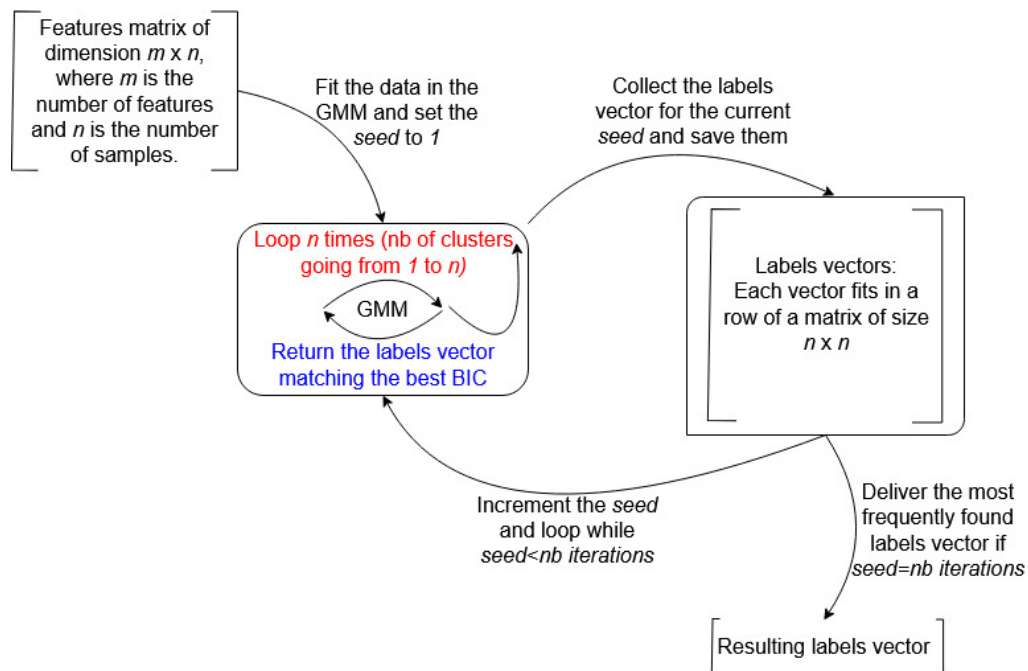 Features matrix of
dimension m x n,
where m is the
number of features
and n is the number
of samples.
Fit the data in the
GMM and set the
seed to 1
Collect the labels
vector for the current
seed and save them
Loop n times (nb of clusters
going from 1 to n)
GMM
Return the labels vector
matching the best BIC
Labels vectors:
Each vector fits in a
row of a matrix of size
n x n
Increment the seed
and loop while
seed<nb iterations
Deliver the most
frequently found
labels vector if
seed=nb iterations
Resulting labels vector